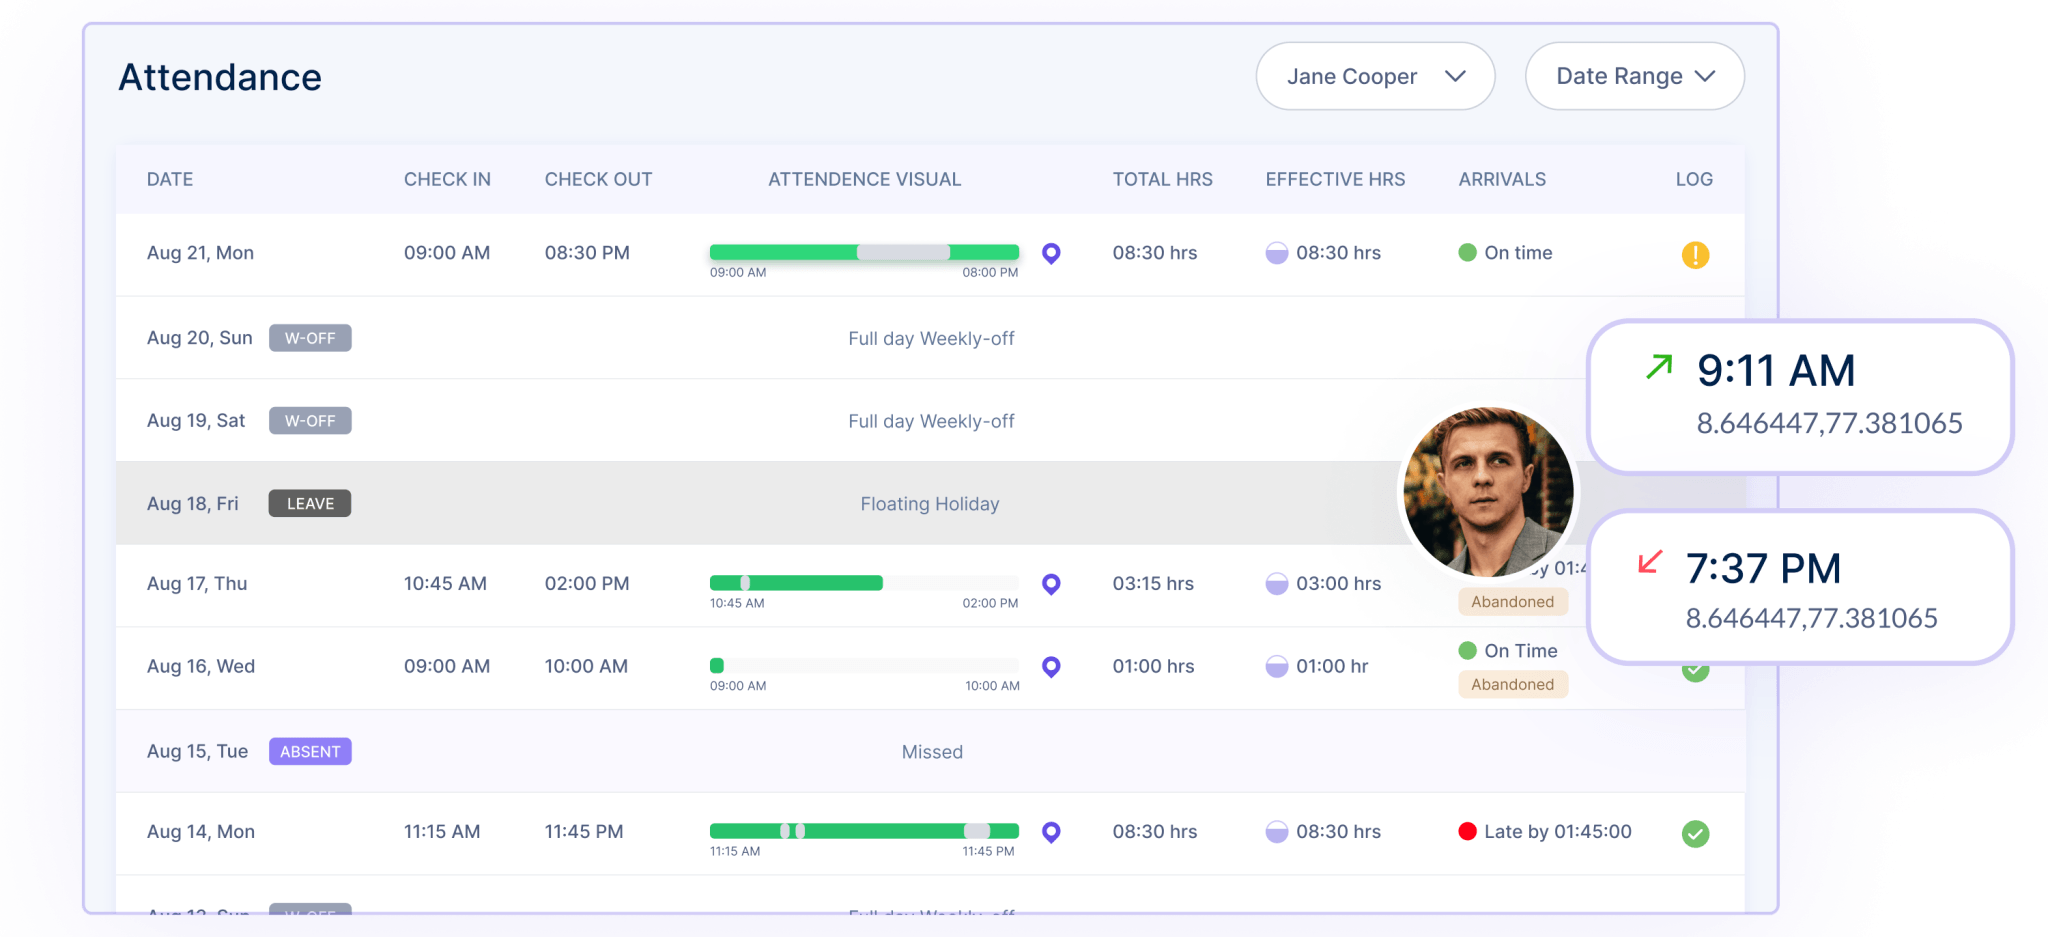 Attendance
Jane Cooper
Date Range
DATE CHECK IN CHECK OUT ATTENDENCE VISUAL TOTAL HRS EFFECTIVE HRS ARRIVALS LOG
Aug 21, Mon 09:00 AM 08:30 PM 08:30 hrs 08:30 hrs On time
09:00 AM 08:00 PM
Aug 20, Sun W-OFF Full day Weekly-off
9:11 AM
8.646447,77.381065
Aug 19, Sat W-OFF Full day Weekly-off
Aug 18, Fri LEAVE Floating Holiday
7:37 PM
8.646447,77.381065
Aug 17, Thu 10:45 AM 02:00 PM 03:15 hrs 03:00 hrs
10:45 AM 02:00 PM
Abandoned
Aug 16, Wed 09:00 AM 10:00 AM 01:00 hrs 01:00 hr On Time
09:00 AM 10:00 AM
Abandoned
Aug 15, Tue ABSENT Missed
Aug 14, Mon 11:15 AM 11:45 PM 08:30 hrs 08:30 hrs Late by 01:45:00
11:15 AM 11:45 PM